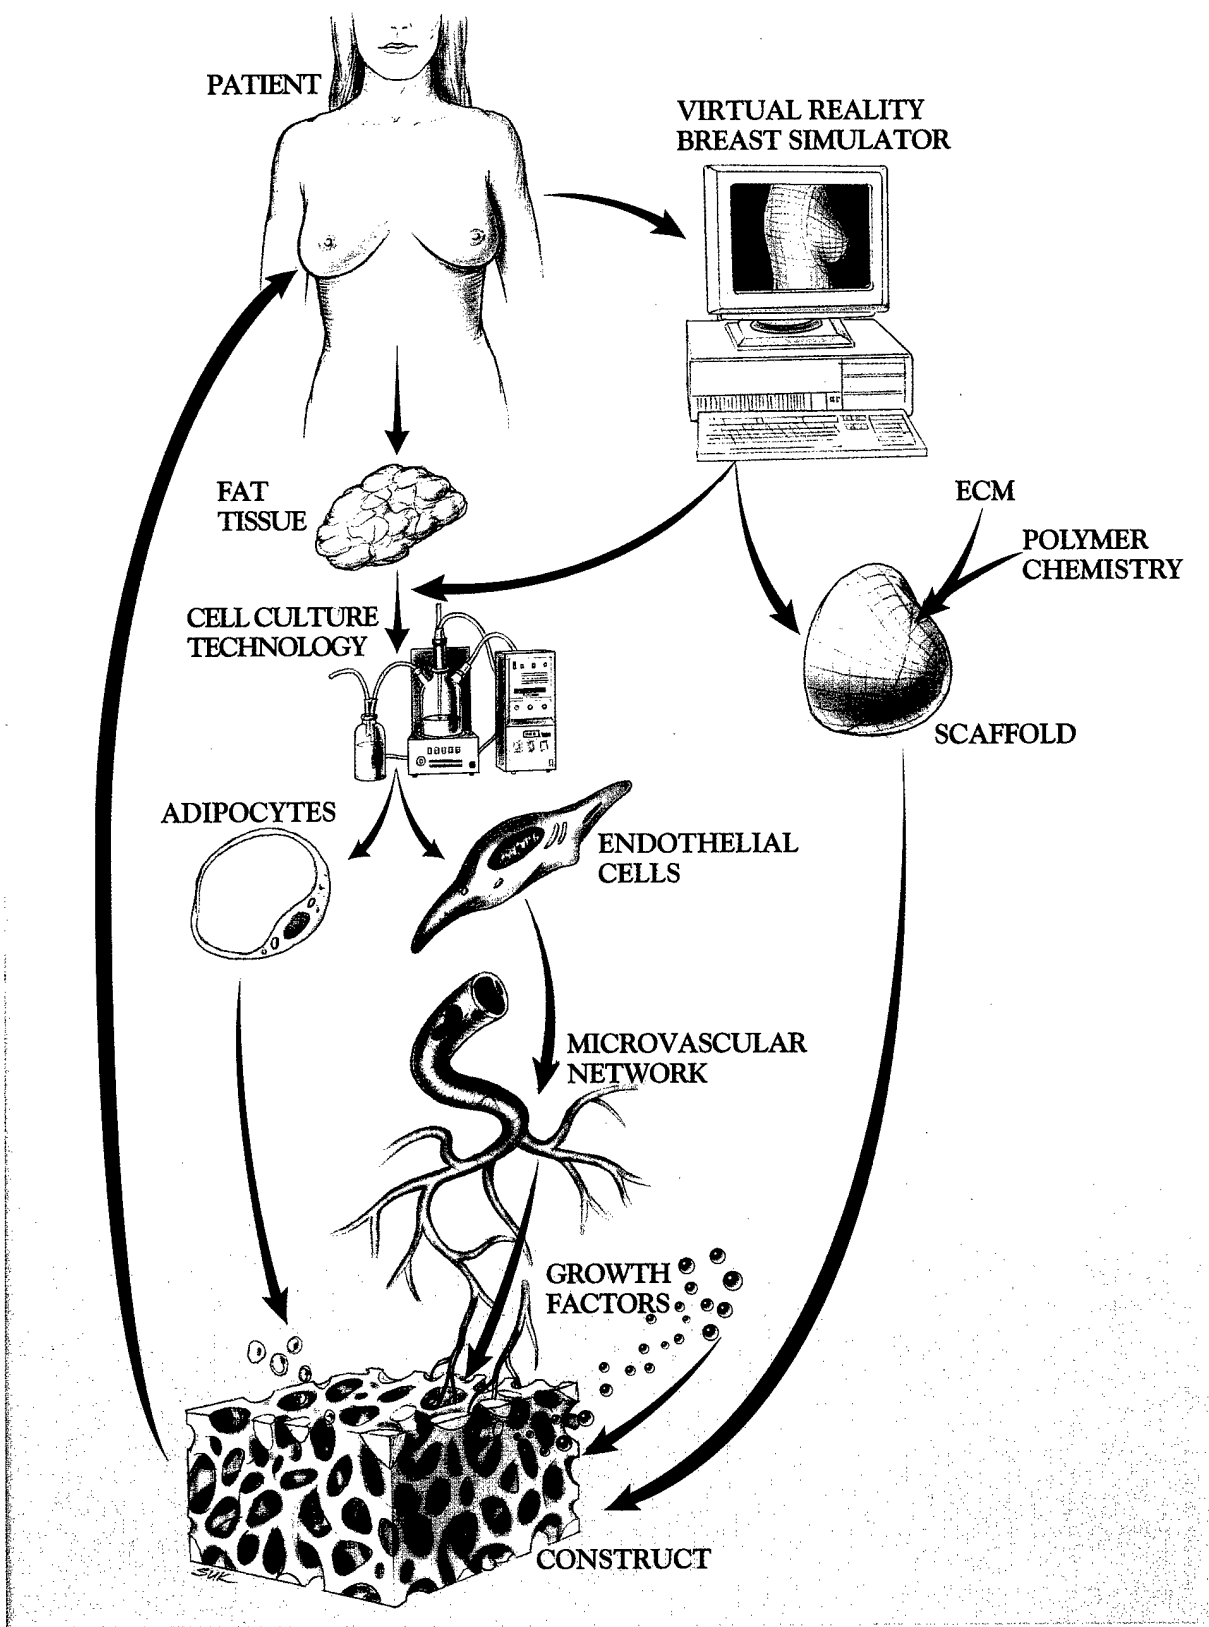 PATIENT
VIRTUAL REALITY
BREAST SIMULATOR
FAT
TISSUE
ECM
POLYMER
CHEMISTRY
CELL CULTURE
TECHNOLOGY
SCAFFOLD
ADIPOCYTES
ENDOTHELIAL
CELLS
MICROVASCULAR
NETWORK
GROWTH
FACTORS
CONSTRUCT